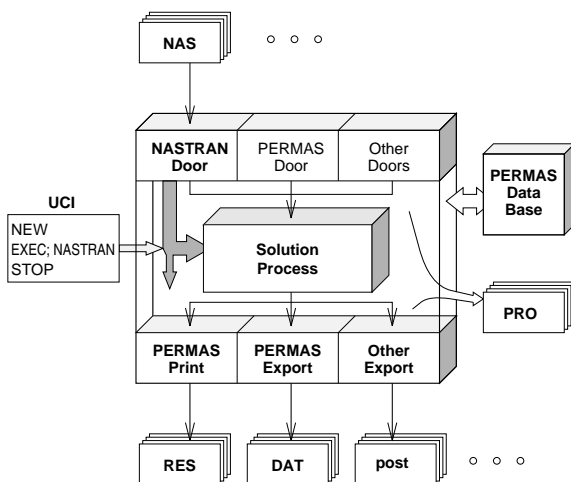 NAS
NASTRAN
Door
PERMAS
Door
Other
Doors
PERMAS
Data
Base
UCI
NEW
EXEC; NASTRAN
STOP
Solution
Process
PRO
PERMAS
Print
PERMAS
Export
Other
Export
RES
DAT
post